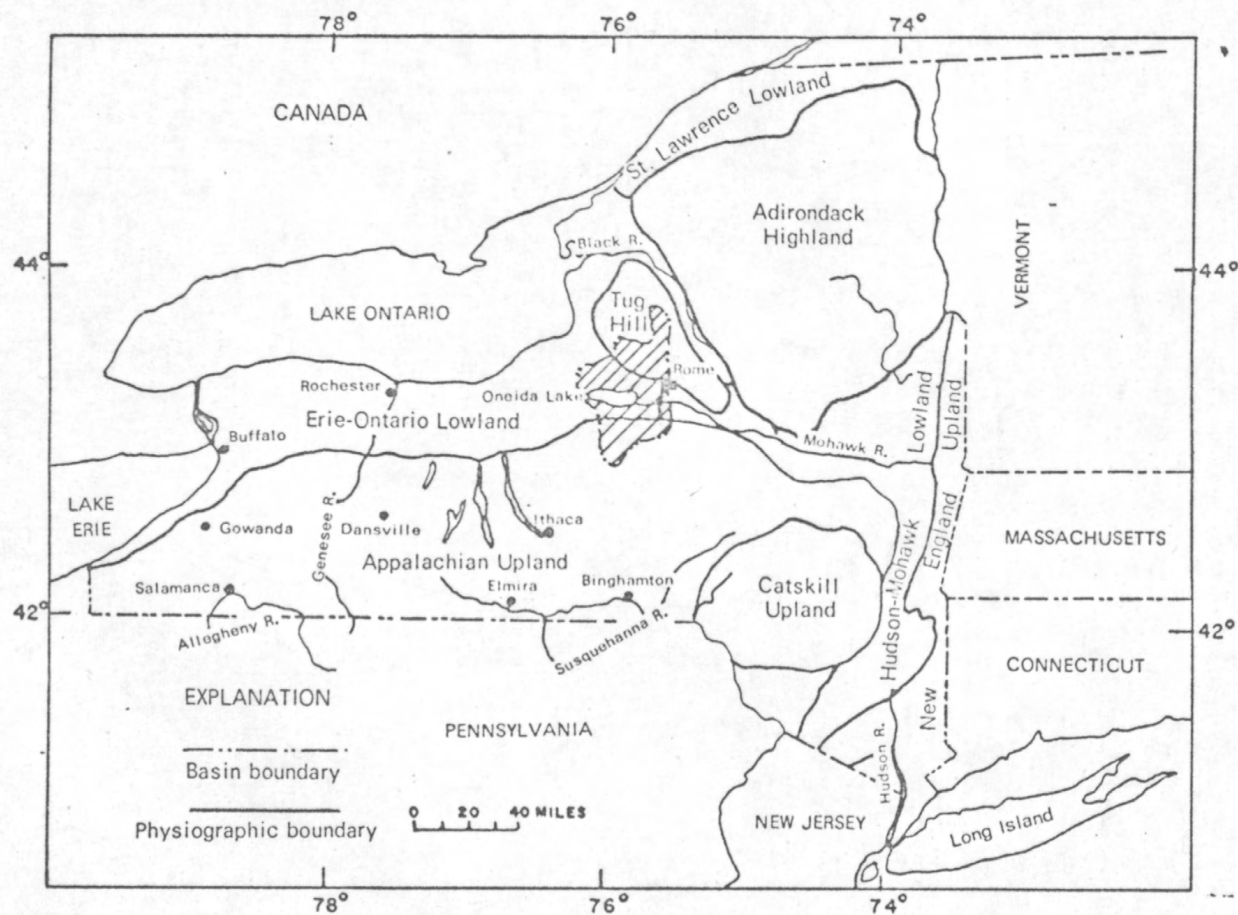 78°
76°
74°
CANADA
St. Lawrence Lowland
Adirondack
Highland
VERMONT
44°
44°
Black R.
LAKE ONTARIO
Tug
Hill
Rome
Rochester
Oneida Lake
Erie-Ontario Lowland
Buffalo
Mohawk R.
Lowland
Upland
LAKE
ERIE
Gowanda
Genesee R.
Dansville
Ithaca
Appalachian Upland
MASSACHUSETTS
Salamanca
Elmira
Binghamton
Catskill
Upland
Hudson-Mohawk
England
42°
42°
Allegheny R.
Susquehanna R.
CONNECTICUT
EXPLANATION
PENNSYLVANIA
New
Basin boundary
Hudson R.
0 20 40 MILES
Physiographic boundary
NEW JERSEY
Long Island
78°
76°
74°